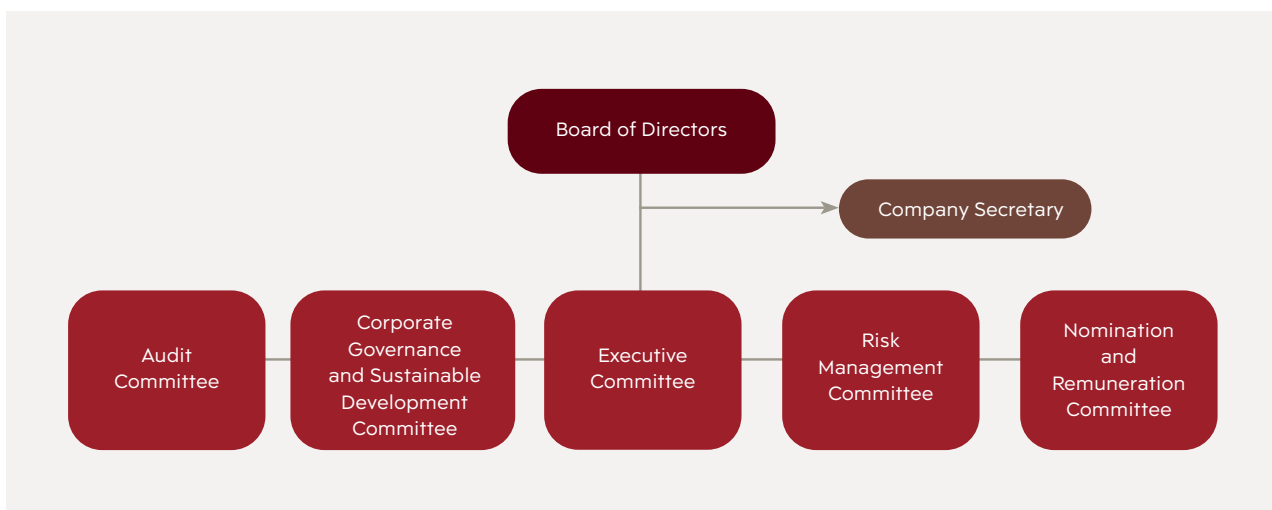 Board of Directors
Company Secretary
Audit
Committee
Corporate
Governance
and Sustainable
Development
Committee
Executive
Committee
Risk
Management
Committee
Nomination
and
Remuneration
Committee